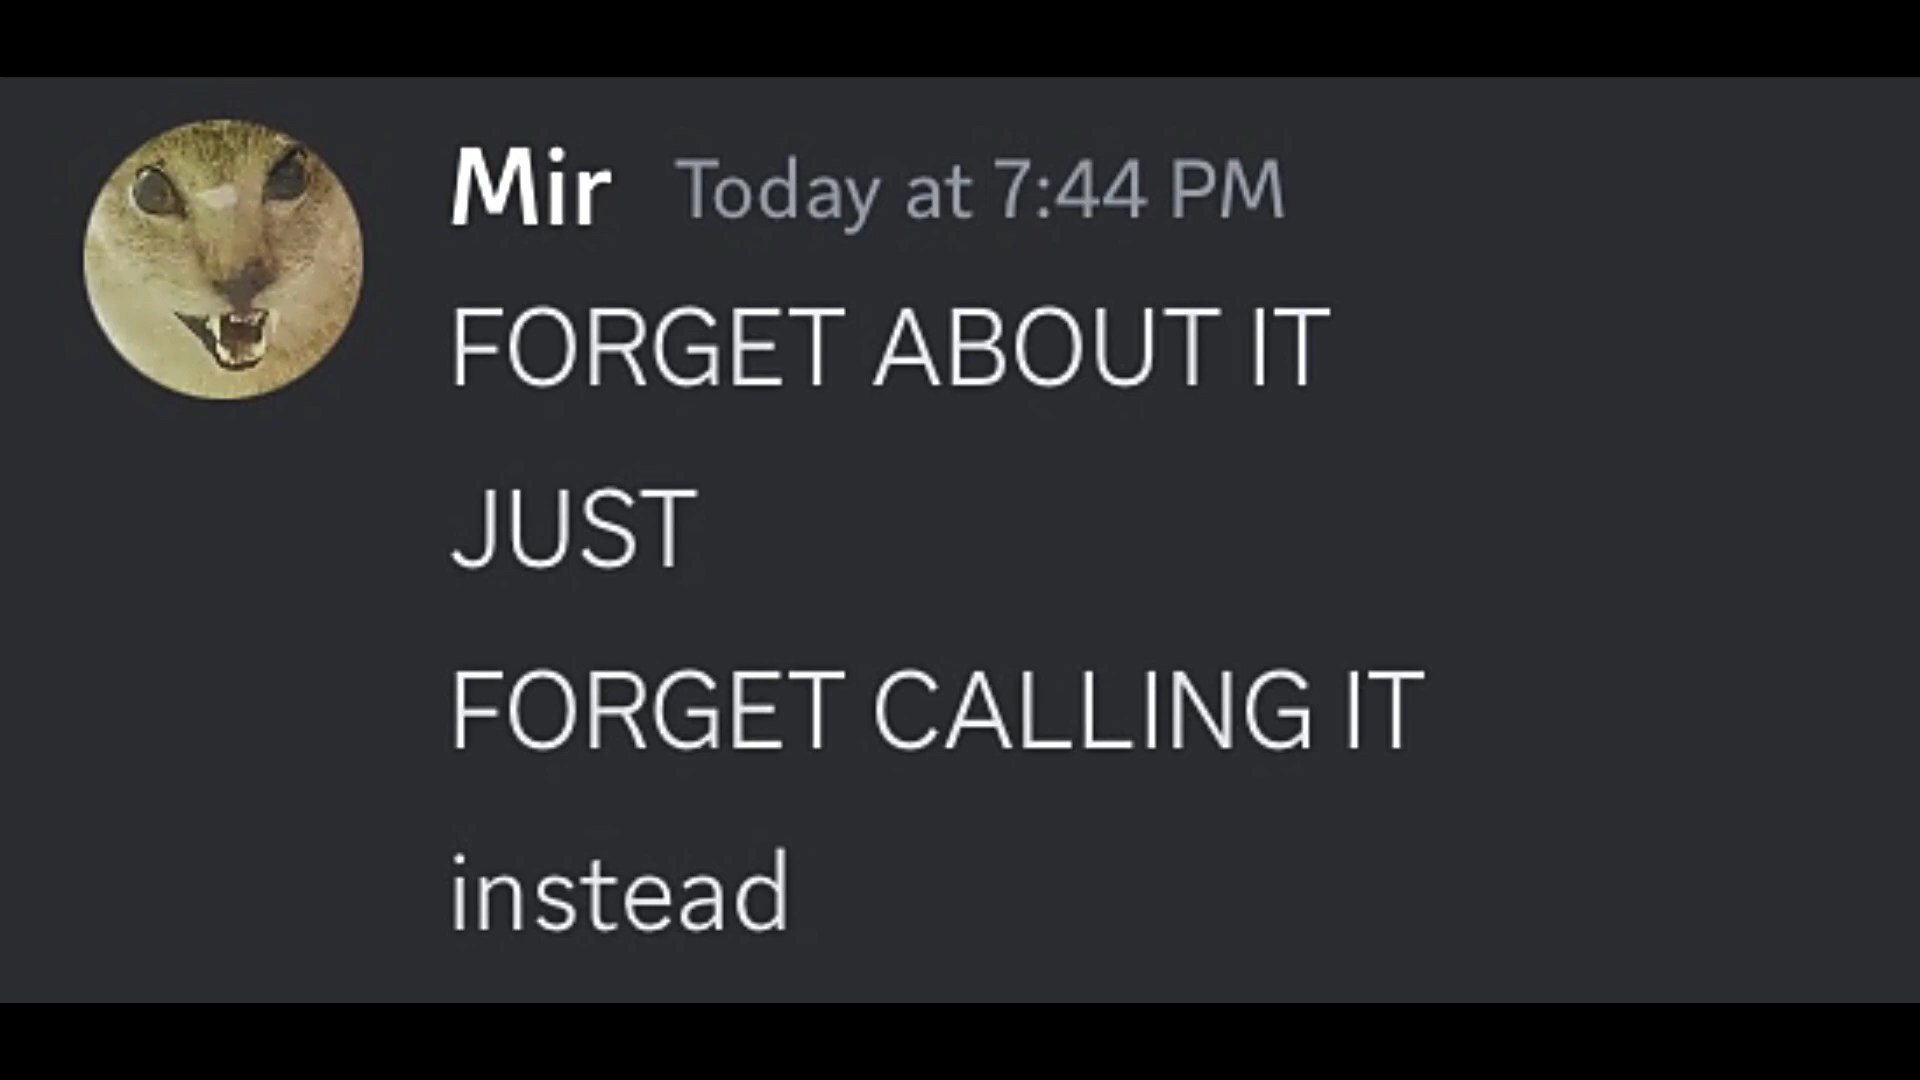 Mir Today at 7:44 PM
FORGET ABOUT IT
JUST
FORGET CALLING IT
instead